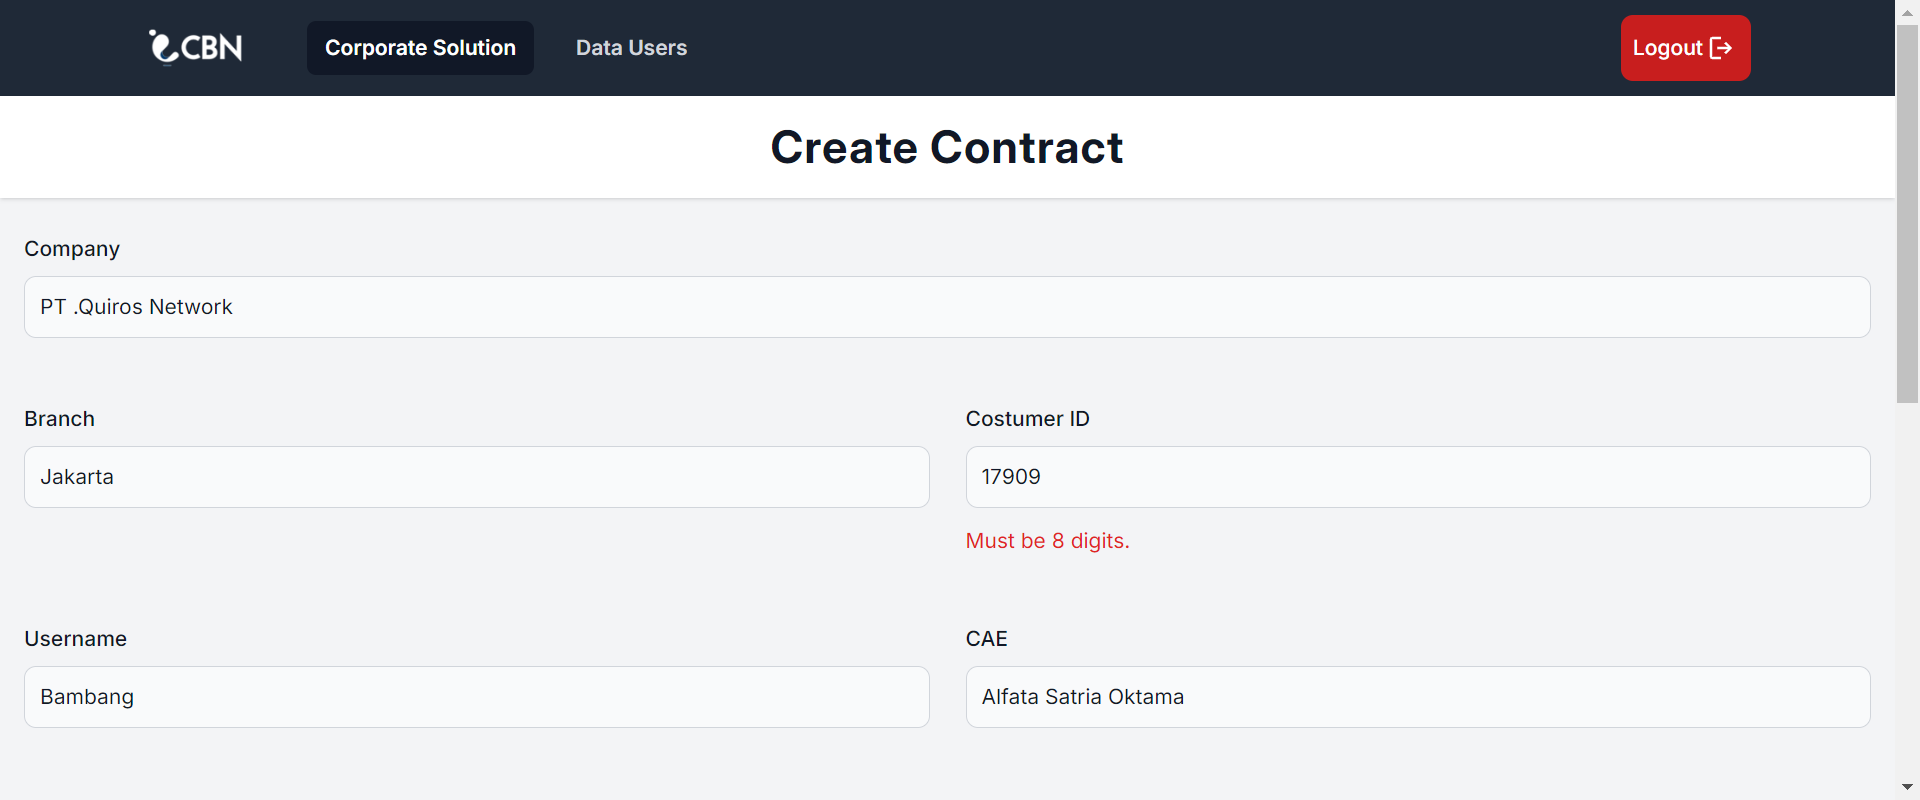 CBN
Corporate Solution
Data Users
Logout
Create Contract
Company
PT .Quiros Network
Branch
Costumer ID
Jakarta
17909
Must be 8 digits.
Username
CAE
Bambang
Alfata Satria Oktama